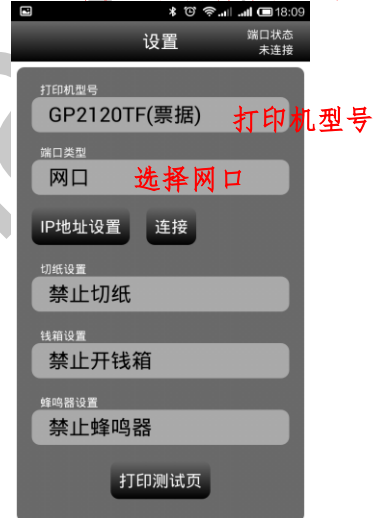 18:09
设置
端口状态
未连接
打印机型号
GP2120TF(票据) 打印机型号
端口类型
网口 选择网口
IP地址设置 连接
切纸设置
禁止切纸
钱箱设置
禁止开钱箱
蜂鸣器设置
禁止蜂鸣器
打印测试页